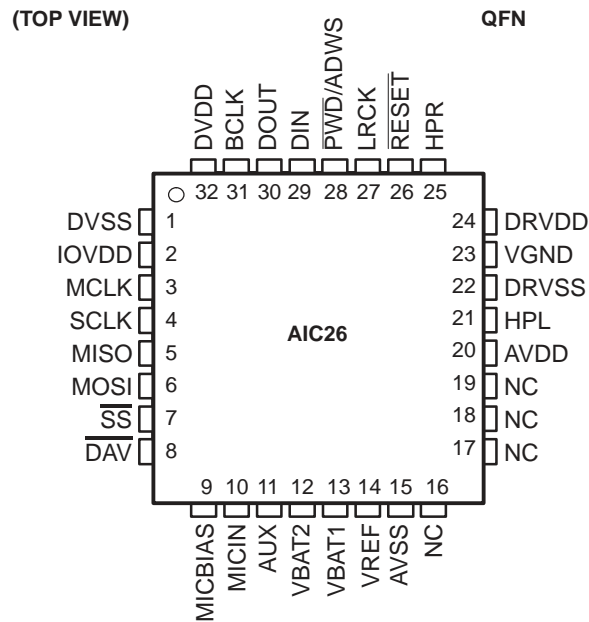 (TOP VIEW)
QFN
DVDD
BCLK
DOUT
DIN
PWD/ADWS
LRCK
RESET
HPR
32 31 30 29 28 27 26 25
DVSS 1
IOVDD 2
MCLK 3
SCLK 4
MISO 5
MOSI 6
SS 7
DAV 8
AIC26
24 DRVDD
23 VGND
22 DRVSS
21 HPL
20 AVDD
19 NC
18 NC
17 NC
9 10 11 12 13 14 15 16
MICBIAS
MICIN
AUX
VBAT2
VBAT1
VREF
AVSS
NC